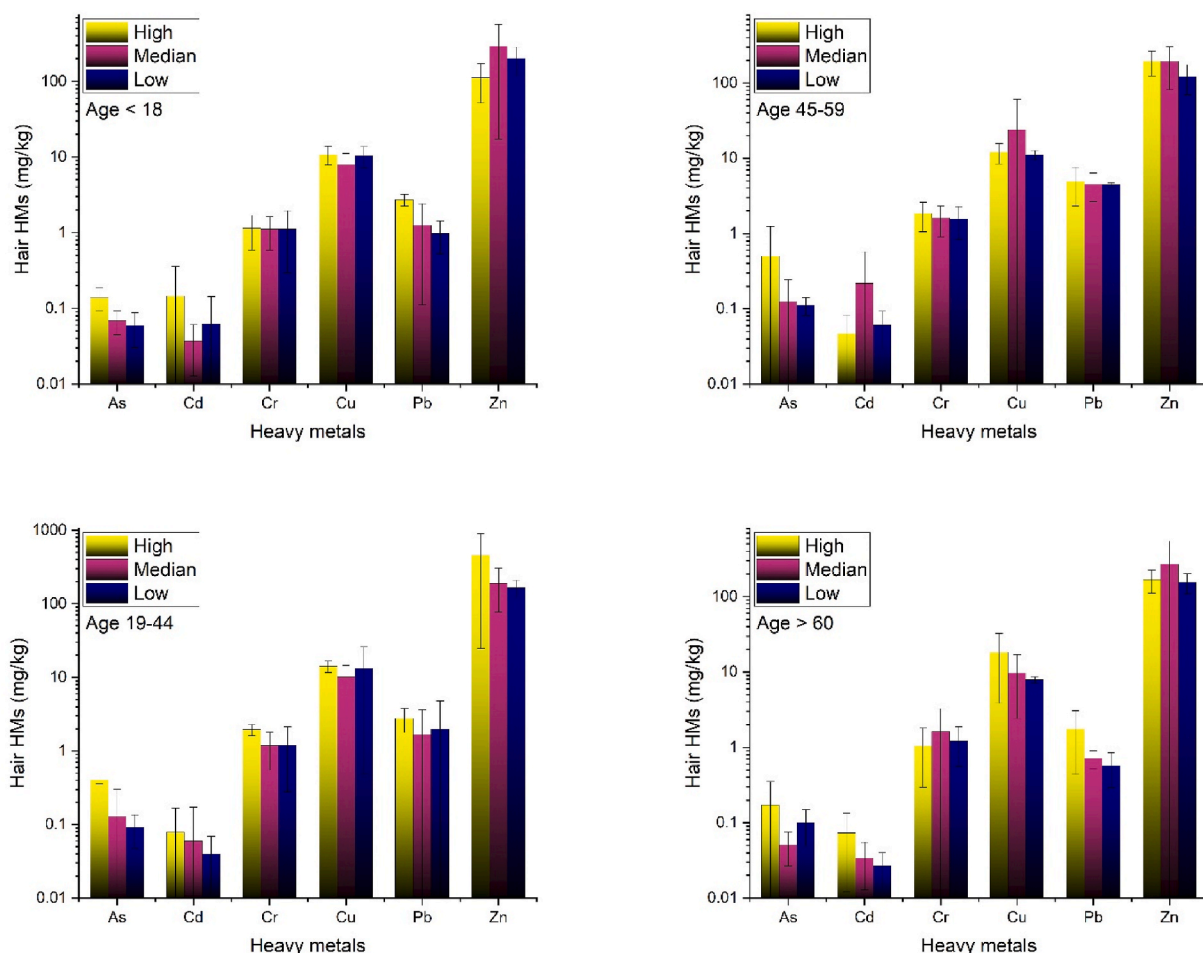 High
Median
Low
Age < 18
100
10
1
0.1
0.01
Hair HMs (mg/kg)
As Cd Cr Cu Pb Zn
Heavy metals
High
Median
Low
Age 45-59
100
10
1
0.1
0.01
Hair HMs (mg/kg)
As Cd Cr Cu Pb Zn
Heavy metals
1000
High
Median
Low
Age 19-44
100
10
1
0.1
0.01
Hair HMs (mg/kg)
As Cd Cr Cu Pb Zn
Heavy metals
High
Median
Low
Age > 60
100
10
1
0.1
0.01
Hair HMs (mg/kg)
As Cd Cr Cu Pb Zn
Heavy metals